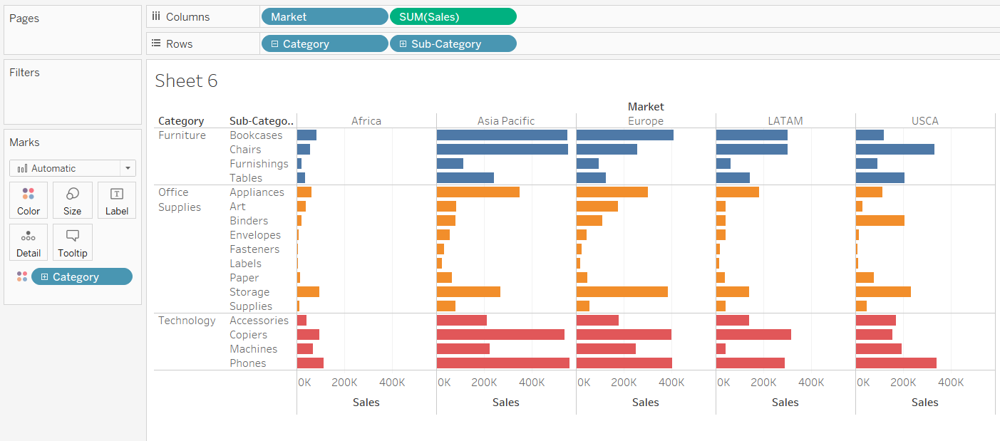 Pages
Columns Market SUM(Sales)
Rows Category Sub-Category
Filters
Sheet 6
Marks
Automatic
Color Size Label
Detail Tooltip
Category
Market
Category Sub-Catego.. Africa Asia Pacific Europe LATAM USCA
Furniture Bookcases
Chairs
Furnishings
Tables
Office Supplies Appliances
Art
Binders
Envelopes
Fasteners
Labels
Paper
Storage
Supplies
Technology Accessories
Copiers
Machines
Phones
0K 200K 400K 0K 200K 400K 0K 200K 400K 0K 200K 400K 0K 200K 400K
Sales Sales Sales Sales Sales